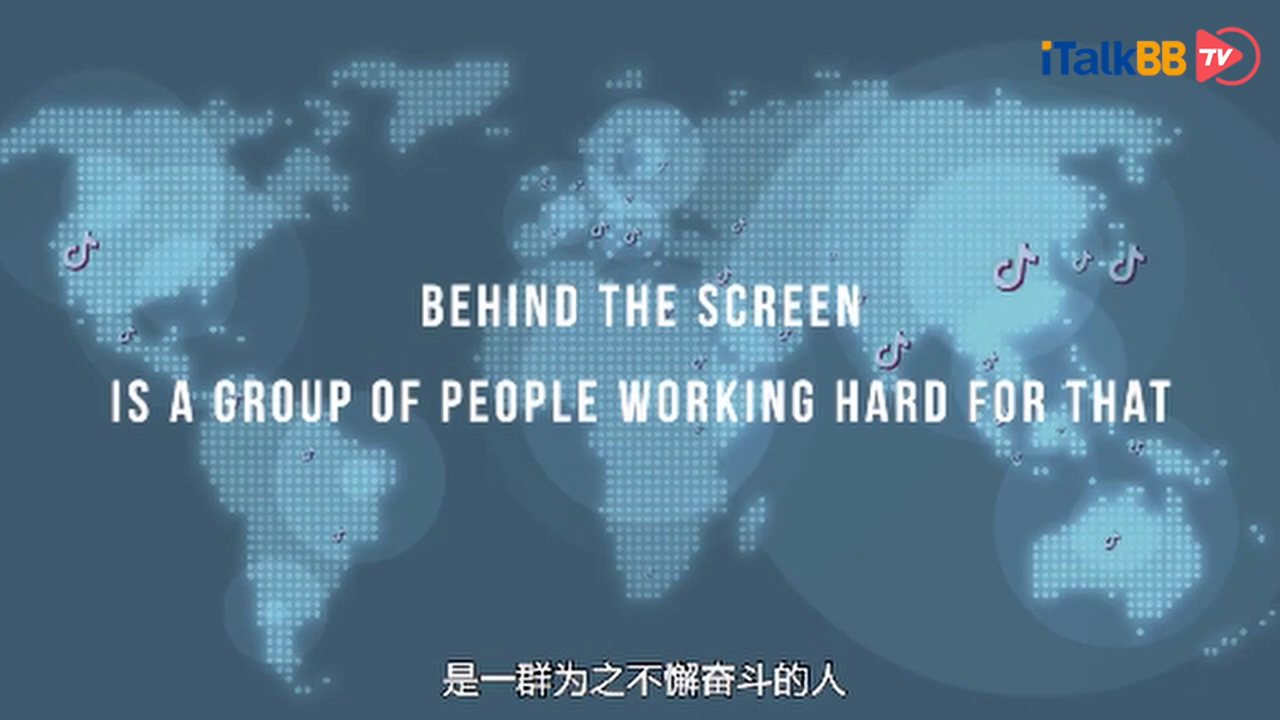 iTalkBB TV
BEHIND THE SCREEN
IS A GROUP OF PEOPLE WORKING HARD FOR THAT
是一群为之不懈奋斗的人